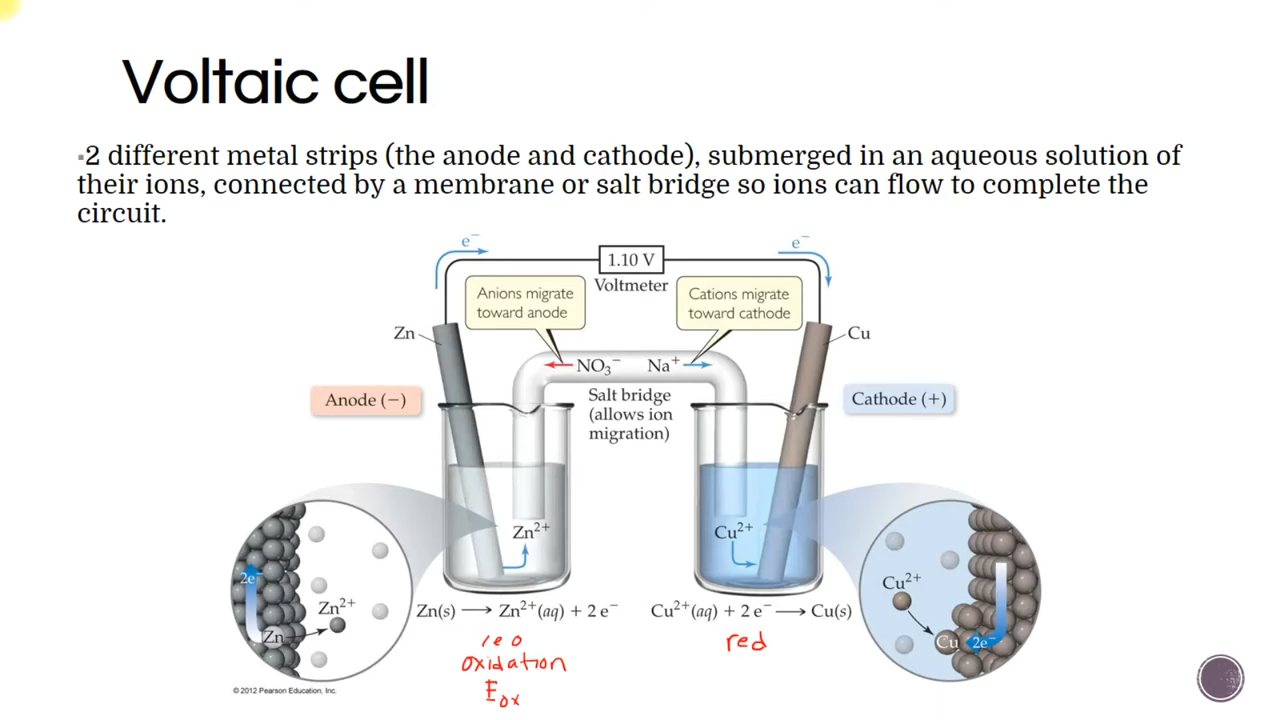 Voltaic cell
▪2 different metal strips (the anode and cathode), submerged in an aqueous solution of
their ions, connected by a membrane or salt bridge so ions can flow to complete the
circuit.
e⁻
e⁻
1.10 V
Voltmeter
Anions migrate
toward anode
Cations migrate
toward cathode
Zn
Cu
NO₃⁻
Na⁺
Salt bridge
(allows ion
migration)
Anode (−)
Cathode (+)
Zn²⁺
Cu²⁺
2e⁻
Zn²⁺
Zn
Cu²⁺
Cu
2e⁻
Zn(s) ⟶ Zn²⁺(aq) + 2 e⁻
Cu²⁺(aq) + 2 e⁻ ⟶ Cu(s)
leo
red
oxidation
Eox
© 2012 Pearson Education, Inc.